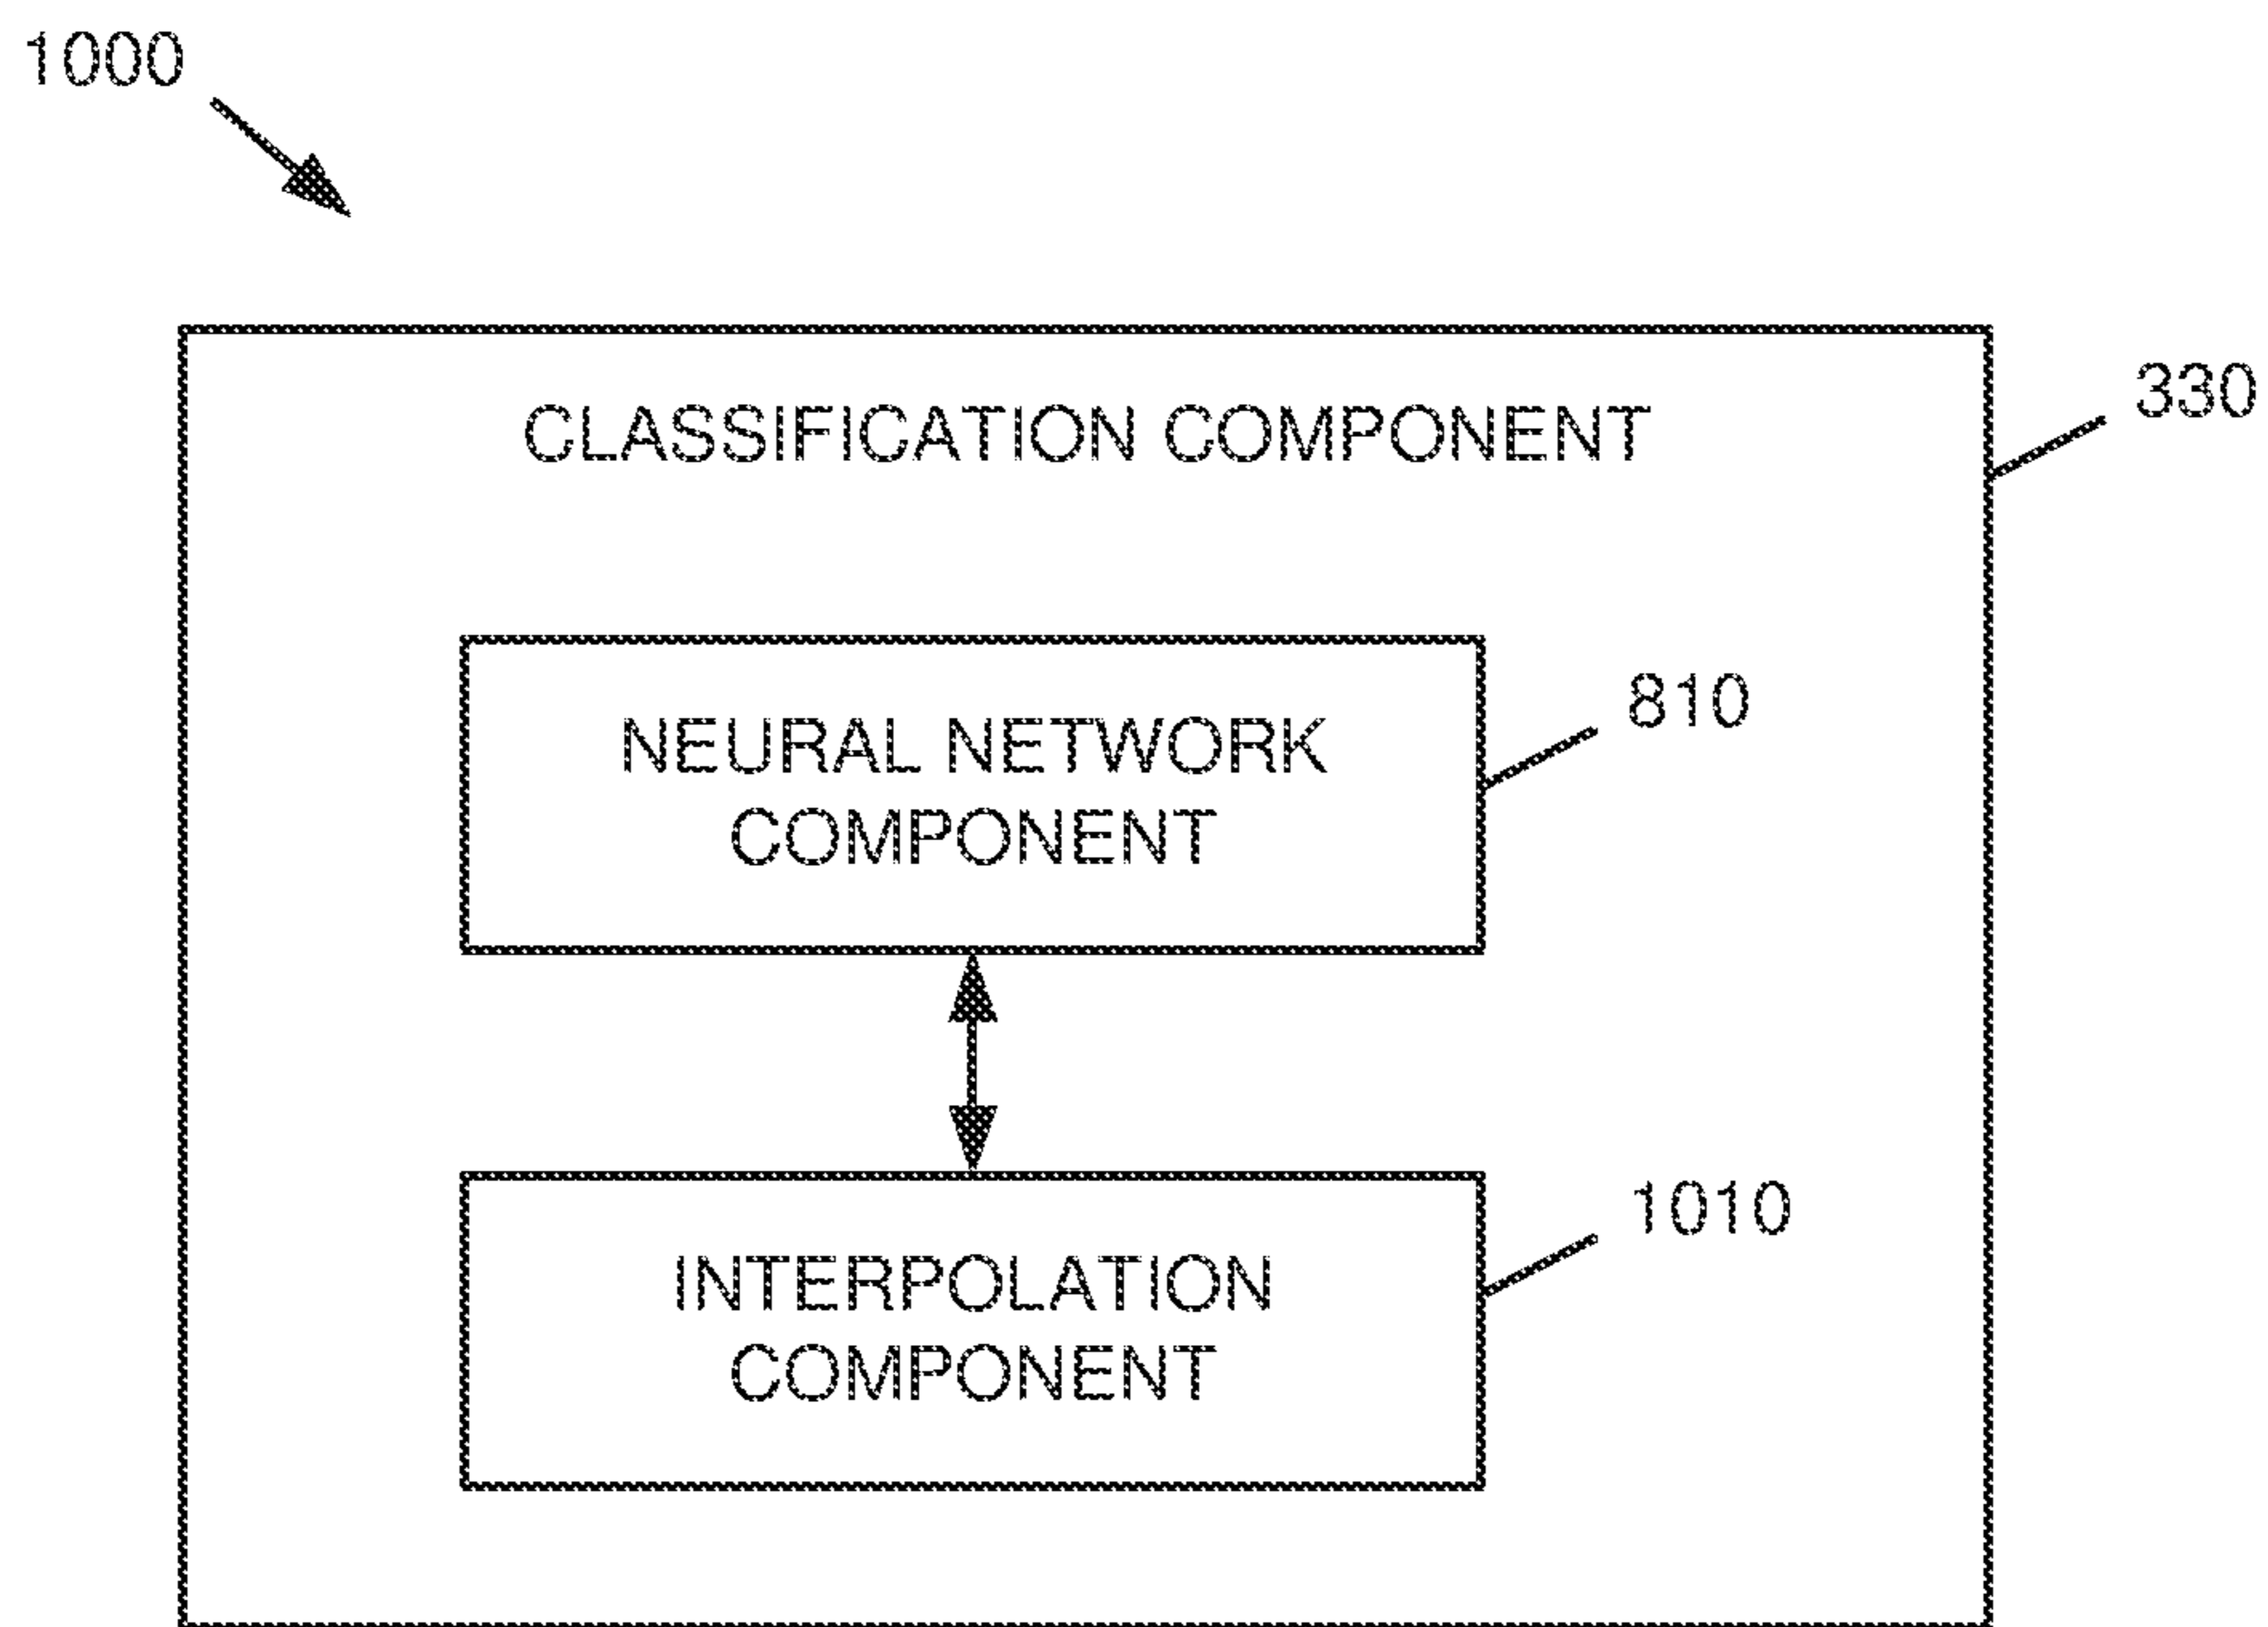 1000
330
CLASSIFICATION COMPONENT
810
NEURAL NETWORK
COMPONENT
1010
INTERPOLATION
COMPONENT